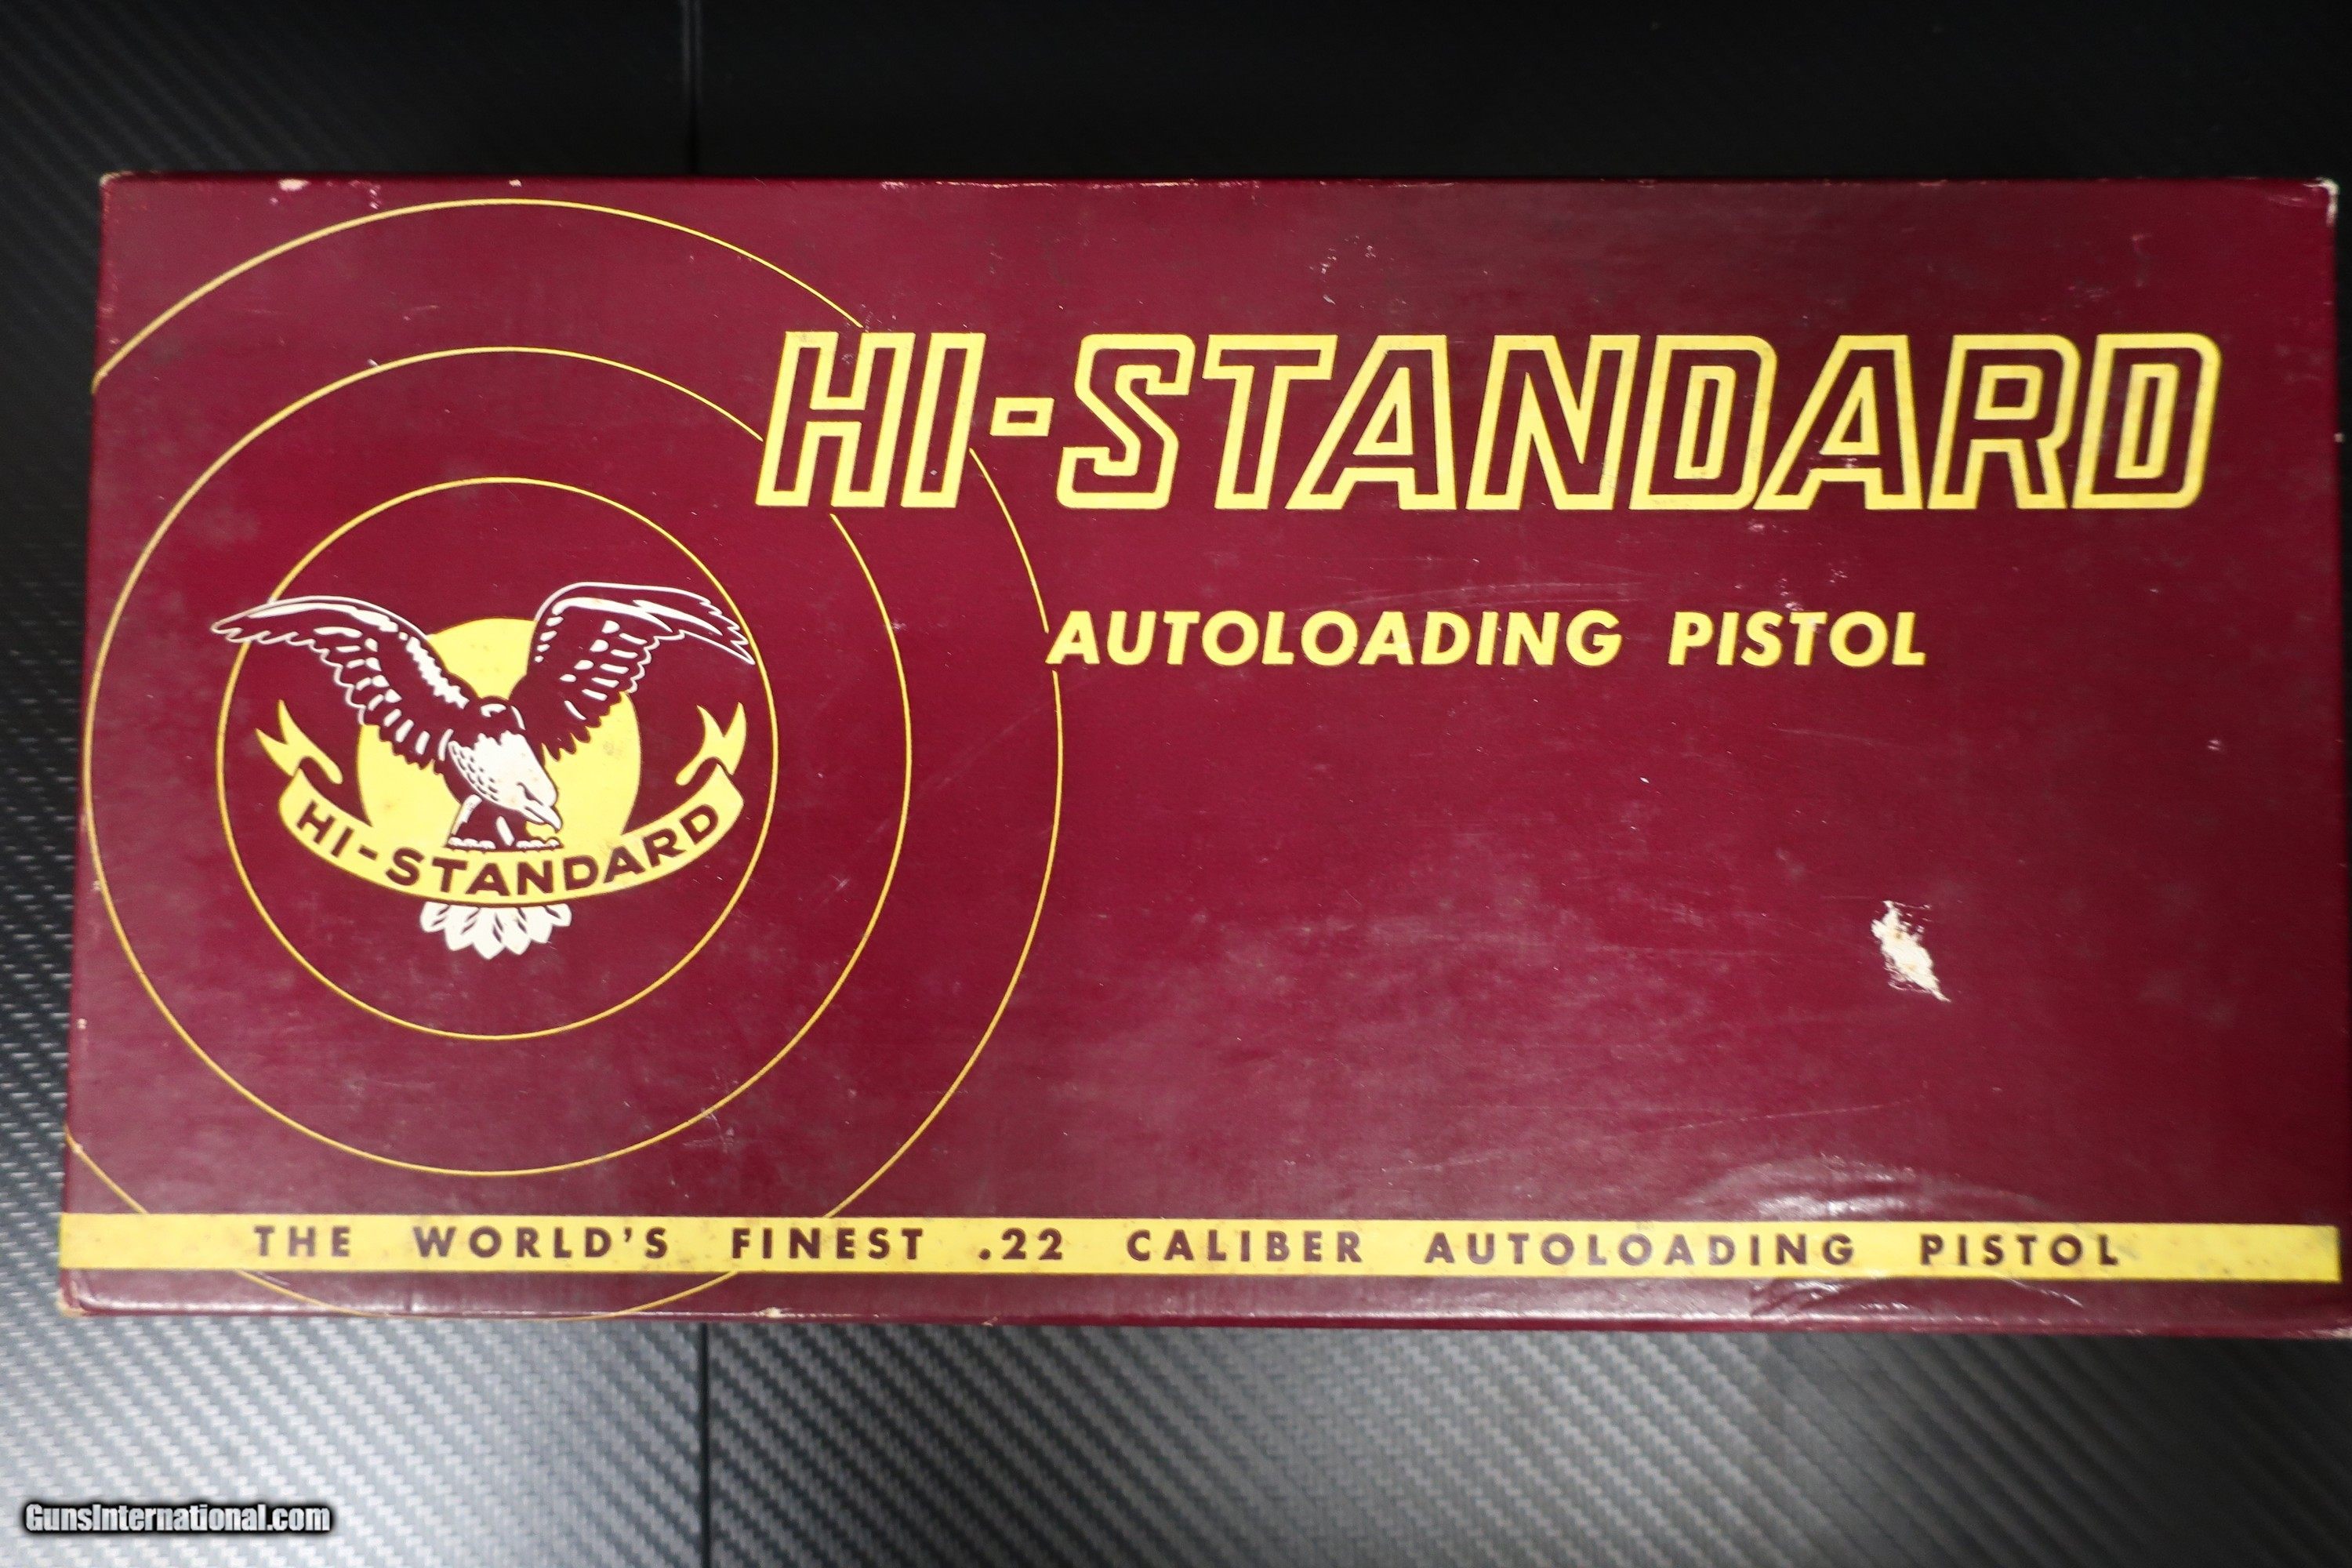 HI-STANDARD
AUTOLOADING PISTOL
HI-STANDARD
THE WORLD'S FINEST .22 CALIBER AUTOLOADING PISTOL
GunsInternational.com